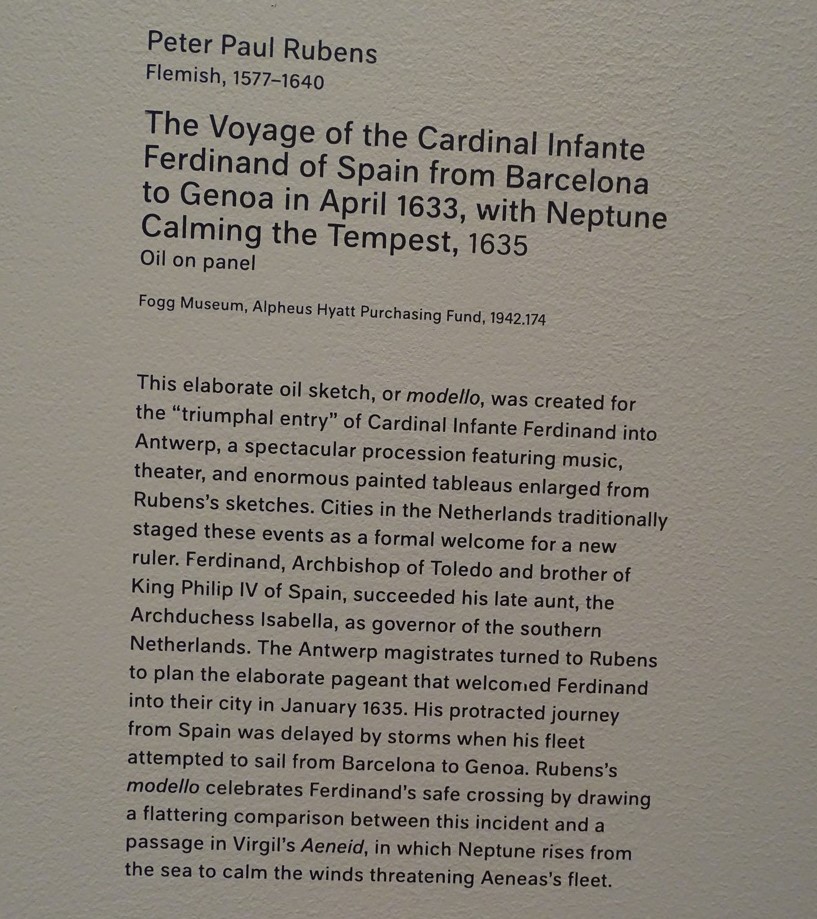 Peter Paul Rubens
Flemish, 1577–1640
The Voyage of the Cardinal Infante
Ferdinand of Spain from Barcelona
to Genoa in April 1633, with Neptune
Calming the Tempest, 1635
Oil on panel
Fogg Museum, Alpheus Hyatt Purchasing Fund, 1942.174
This elaborate oil sketch, or modello, was created for
the “triumphal entry” of Cardinal Infante Ferdinand into
Antwerp, a spectacular procession featuring music,
theater, and enormous painted tableaus enlarged from
Rubens’s sketches. Cities in the Netherlands traditionally
staged these events as a formal welcome for a new
ruler. Ferdinand, Archbishop of Toledo and brother of
King Philip IV of Spain, succeeded his late aunt, the
Archduchess Isabella, as governor of the southern
Netherlands. The Antwerp magistrates turned to Rubens
to plan the elaborate pageant that welcomed Ferdinand
into their city in January 1635. His protracted journey
from Spain was delayed by storms when his fleet
attempted to sail from Barcelona to Genoa. Rubens’s
modello celebrates Ferdinand’s safe crossing by drawing
a flattering comparison between this incident and a
passage in Virgil’s Aeneid, in which Neptune rises from
the sea to calm the winds threatening Aeneas’s fleet.